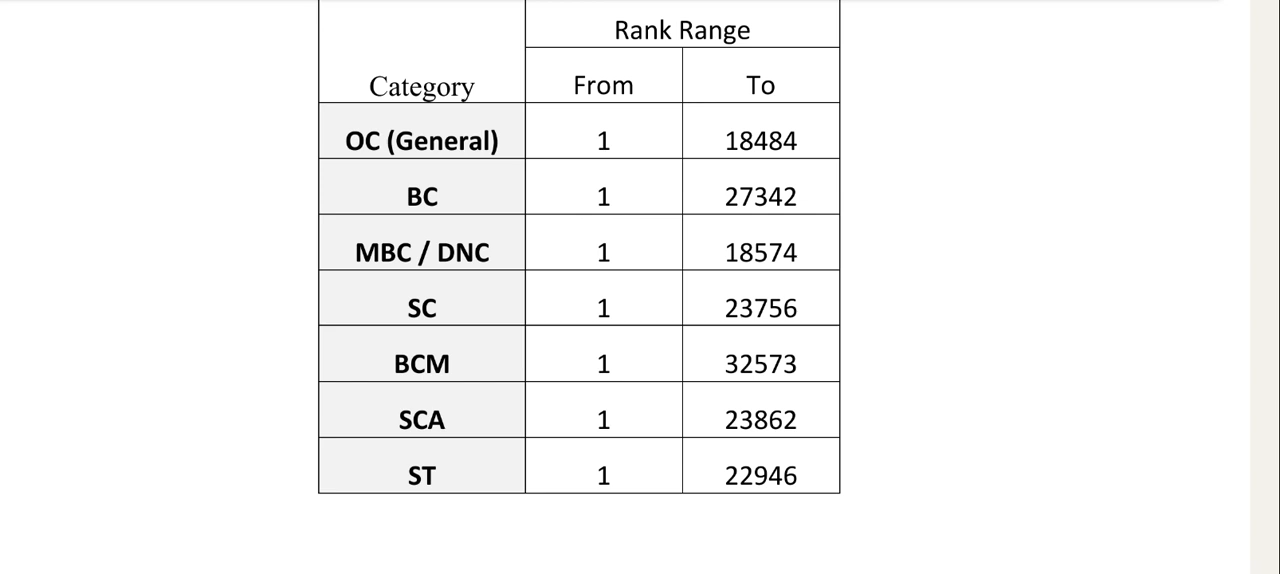 Rank Range
Category From To
OC (General) 1 18484
BC 1 27342
MBC / DNC 1 18574
SC 1 23756
BCM 1 32573
SCA 1 23862
ST 1 22946